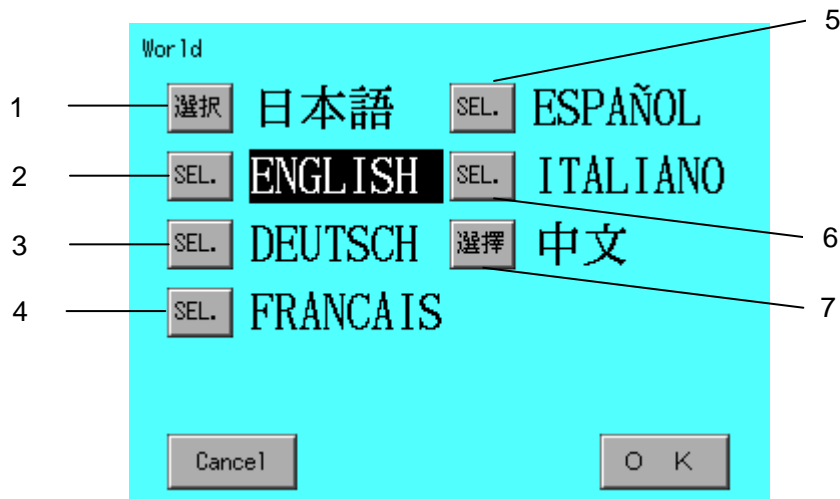 5
World
1 選択 日本語 SEL. ESPAÑOL
2 SEL. ENGLISH SEL. ITALIANO
6
3 SEL. DEUTSCH 選擇 中文
7
4 SEL. FRANCAIS
Cancel O K